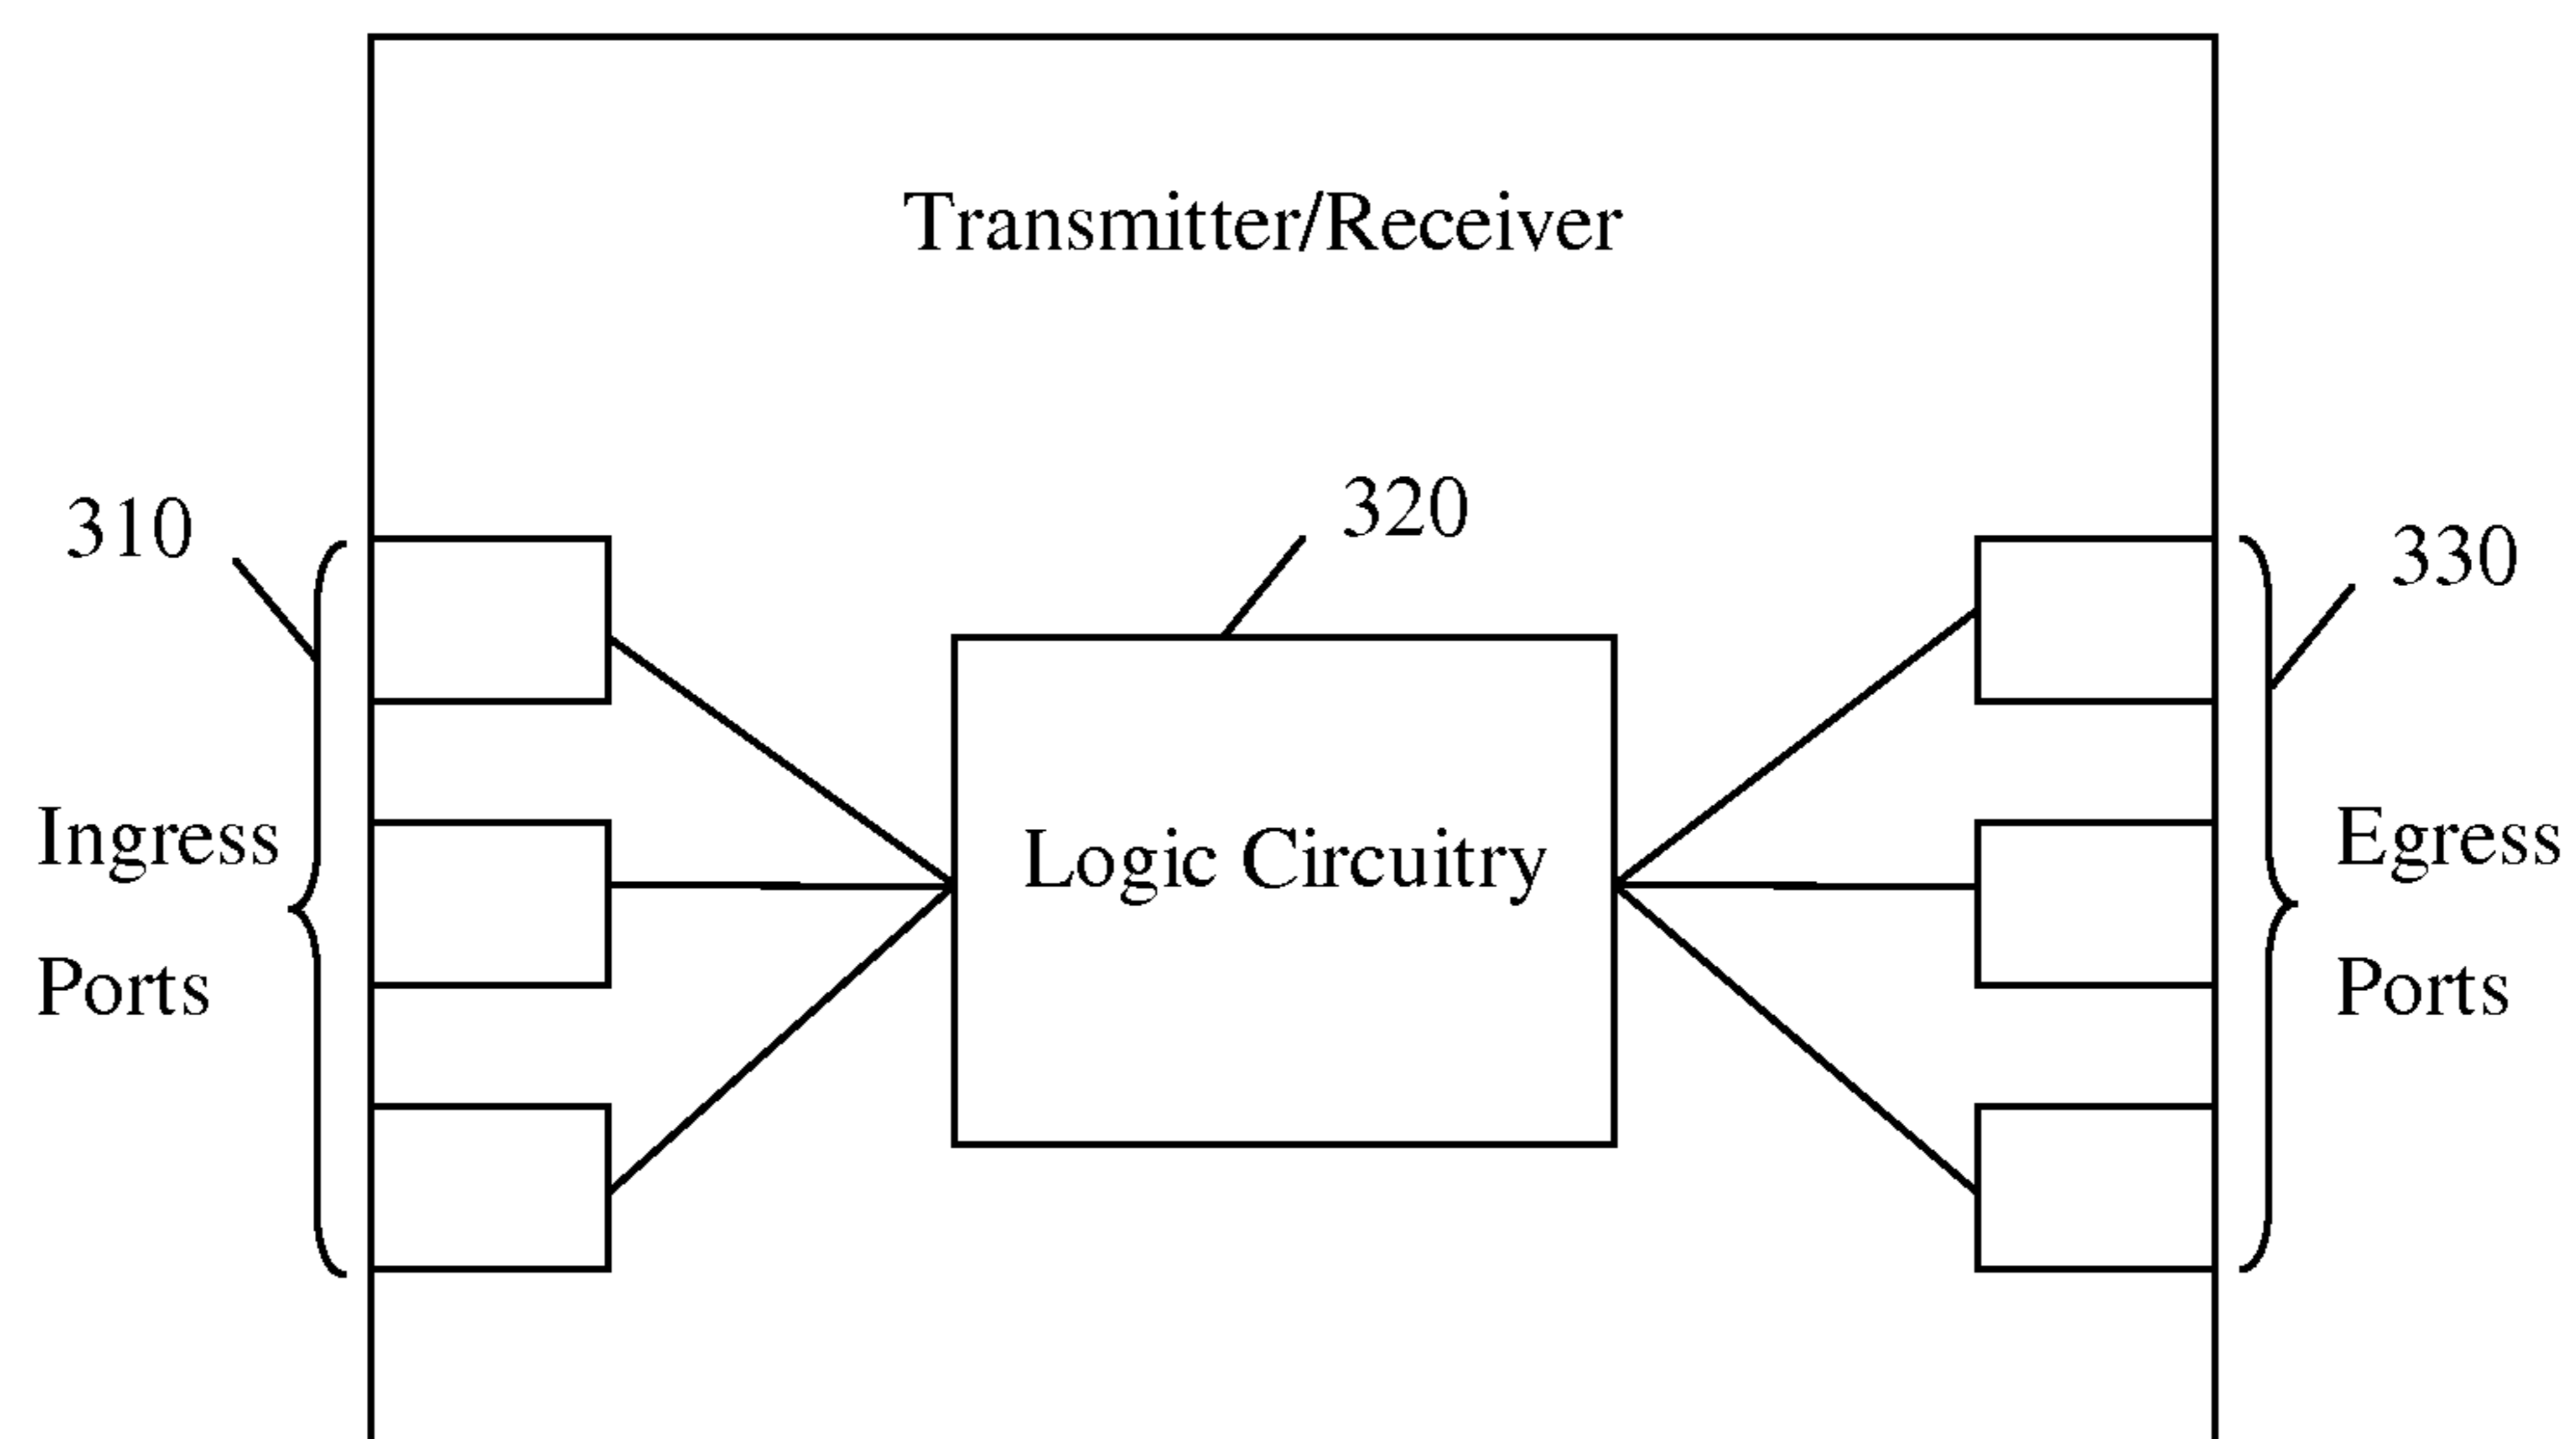 Transmitter/Receiver
310
320
330
Ingress
Ports
Logic Circuitry
Egress
Ports